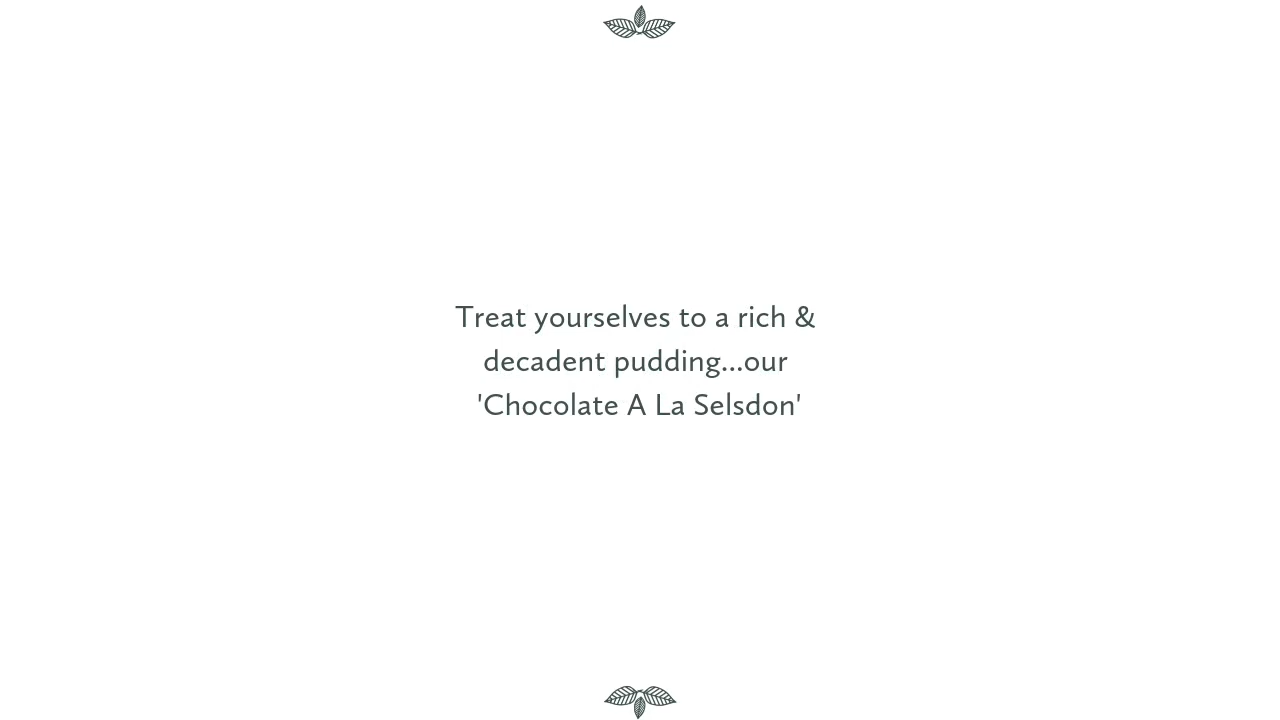 Treat yourselves to a rich &
decadent pudding...our
'Chocolate A La Selsdon'